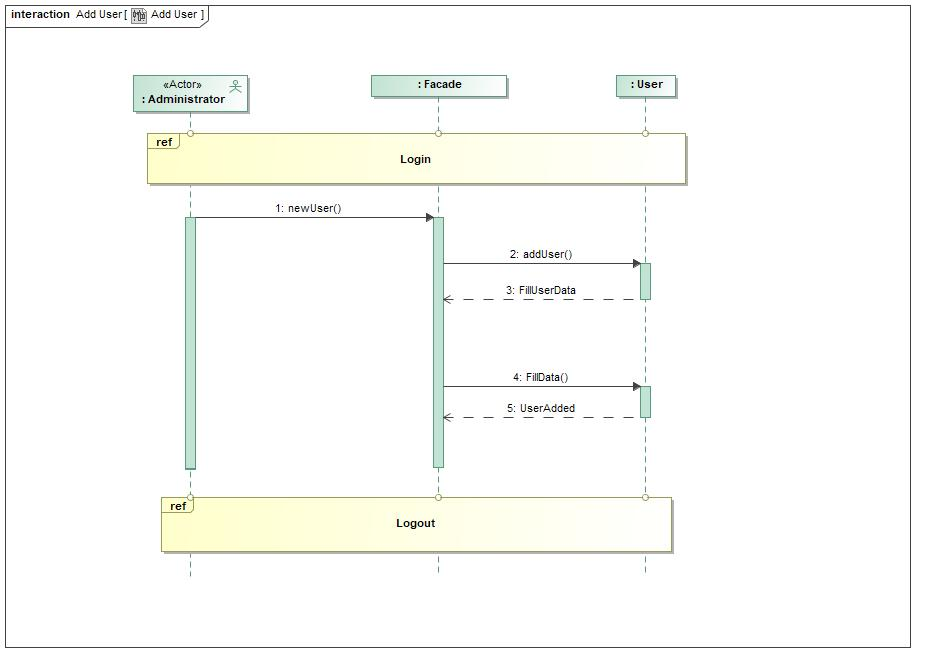 interaction Add User [ Add User ]
«Actor»
: Administrator
: Facade
: User
ref
Login
1: newUser()
2: addUser()
3: FillUserData
4: FillData()
5: UserAdded
ref
Logout